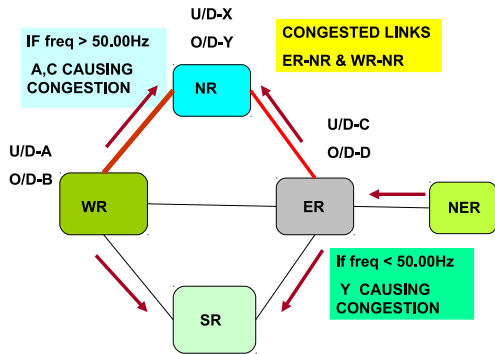 U/D-X
O/D-Y
IF freq > 50.00Hz
A,C CAUSING
CONGESTION
CONGESTED LINKS
ER-NR & WR-NR
NR
U/D-A
O/D-B
U/D-C
O/D-D
WR
ER
NER
If freq < 50.00Hz
Y CAUSING
CONGESTION
SR